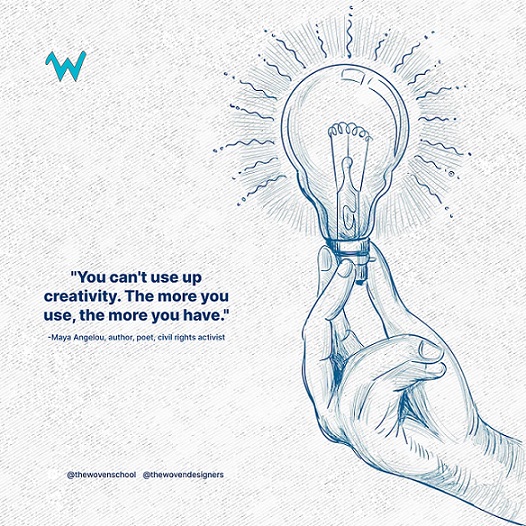 W
"You can't use up
creativity. The more you
use, the more you have."
-Maya Angelou, author, poet, civil rights activist
@thewovenschool @thewovendesigners